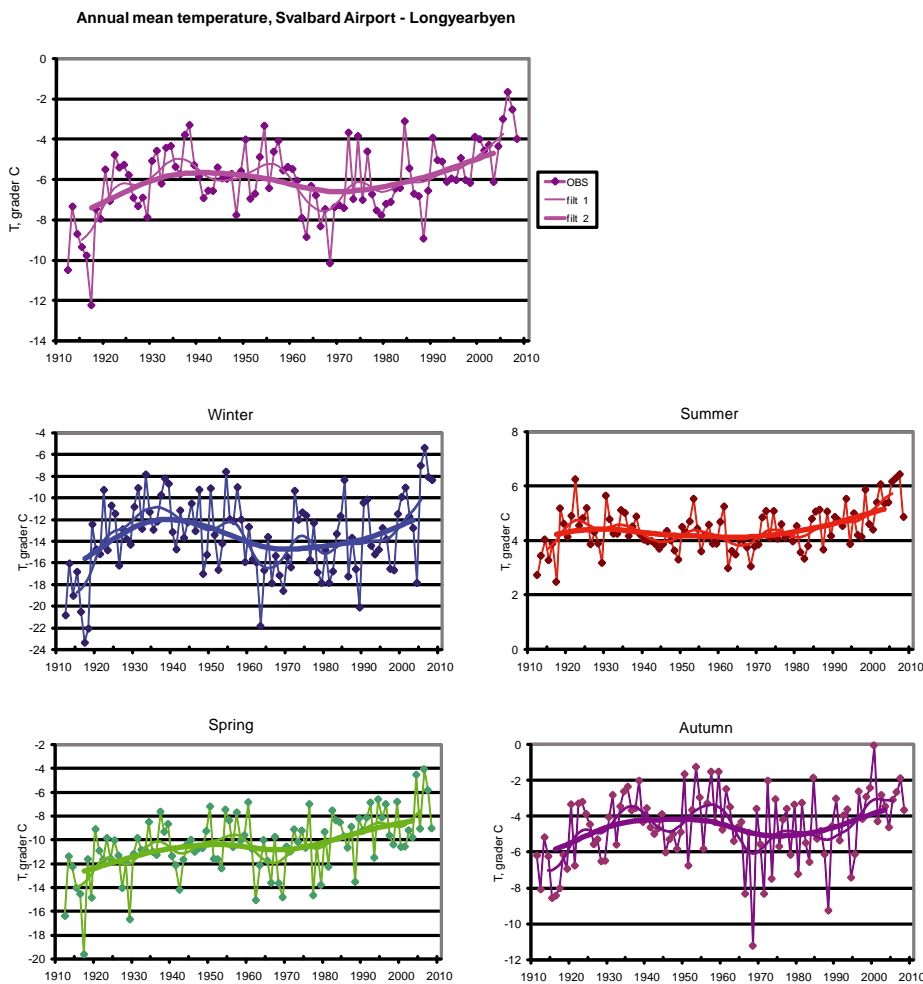 Annual mean temperature, Svalbard Airport - Longyearbyen
0
-2
-4
-6
-8
-10
-12
-14
T, grader C
1910 1920 1930 1940 1950 1960 1970 1980 1990 2000 2010
OBS
filt 1
filt 2
Winter
-4
-6
-8
-10
-12
-14
-16
-18
-20
-22
-24
T, grader C
1910 1920 1930 1940 1950 1960 1970 1980 1990 2000 2010
Summer
8
6
4
2
0
T, grader C
1910 1920 1930 1940 1950 1960 1970 1980 1990 2000 2010
Spring
-2
-4
-6
-8
-10
-12
-14
-16
-18
-20
T, grader C
1910 1920 1930 1940 1950 1960 1970 1980 1990 2000 2010
Autumn
0
-2
-4
-6
-8
-10
-12
T, grader C
1910 1920 1930 1940 1950 1960 1970 1980 1990 2000 2010